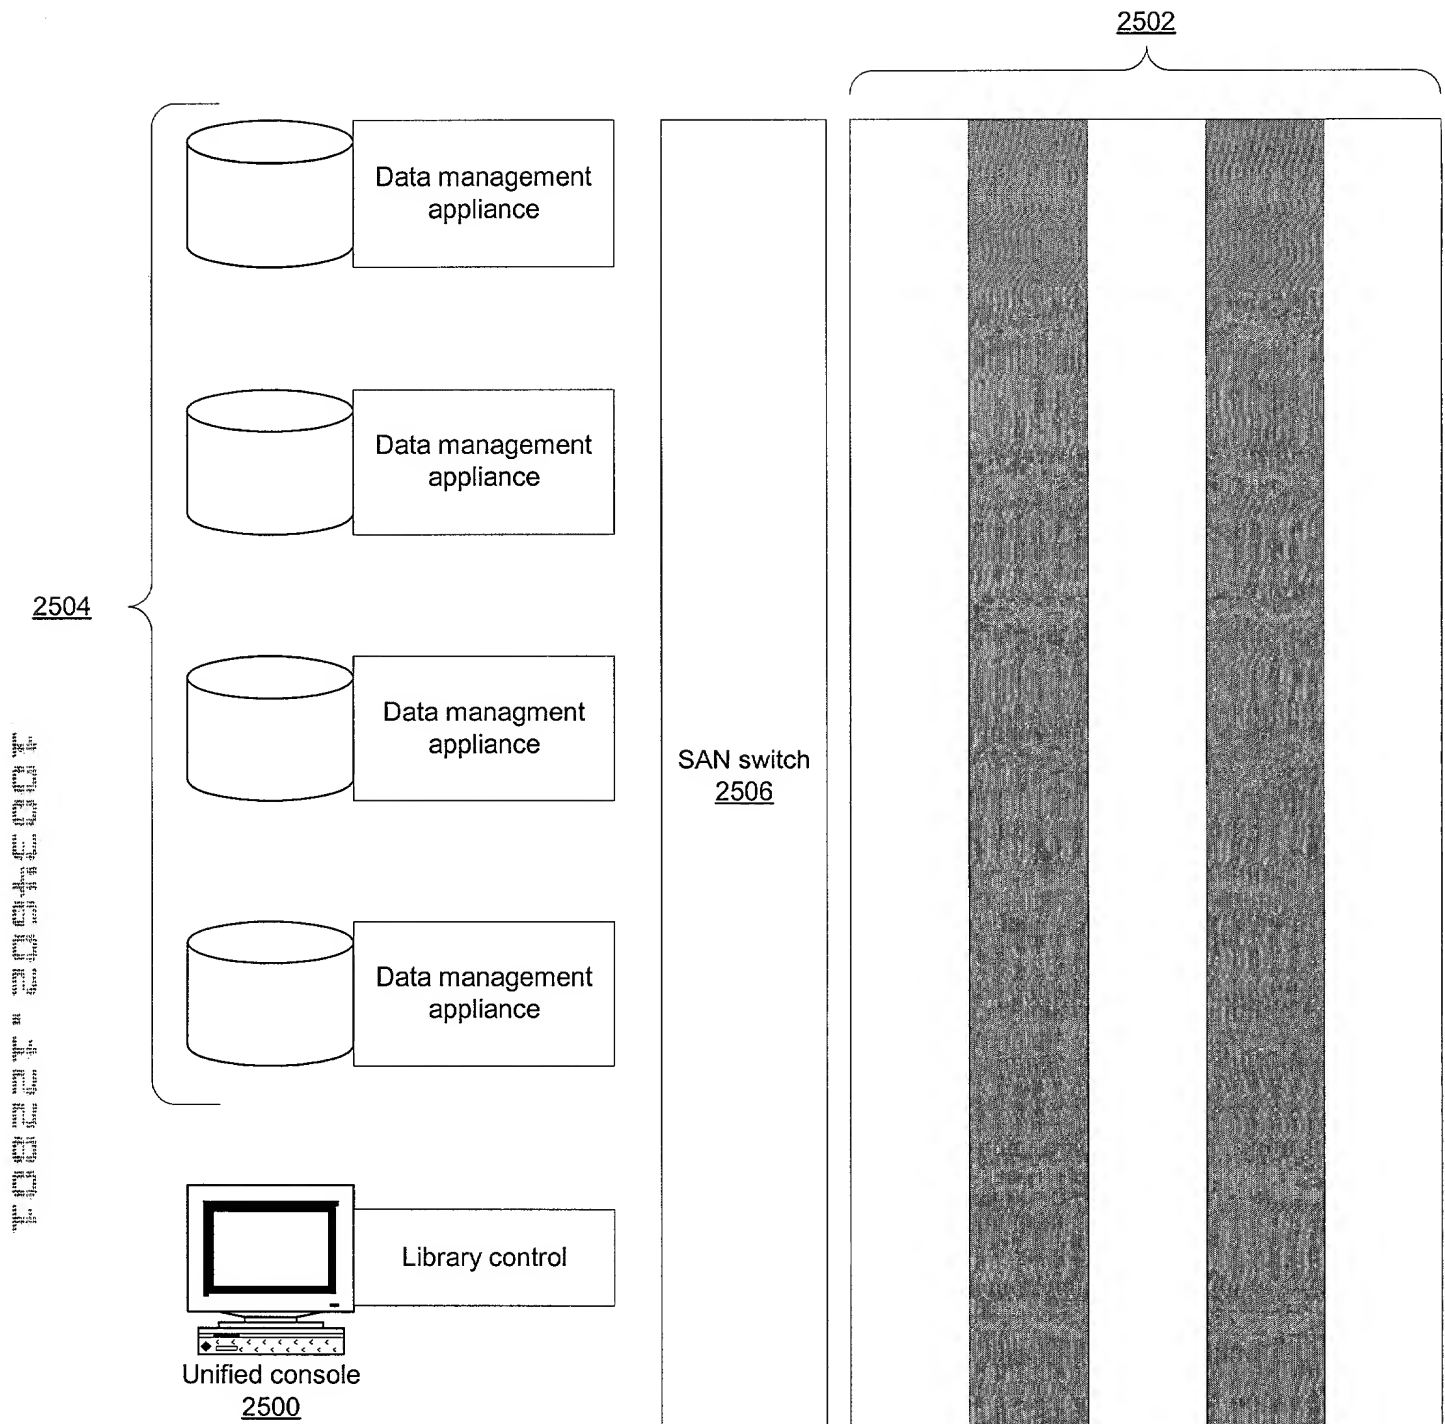 2502
Data management
appliance
Data management
appliance
2504
Data managment
appliance
SAN switch
2506
Data management
appliance
Library control
Unified console
2500